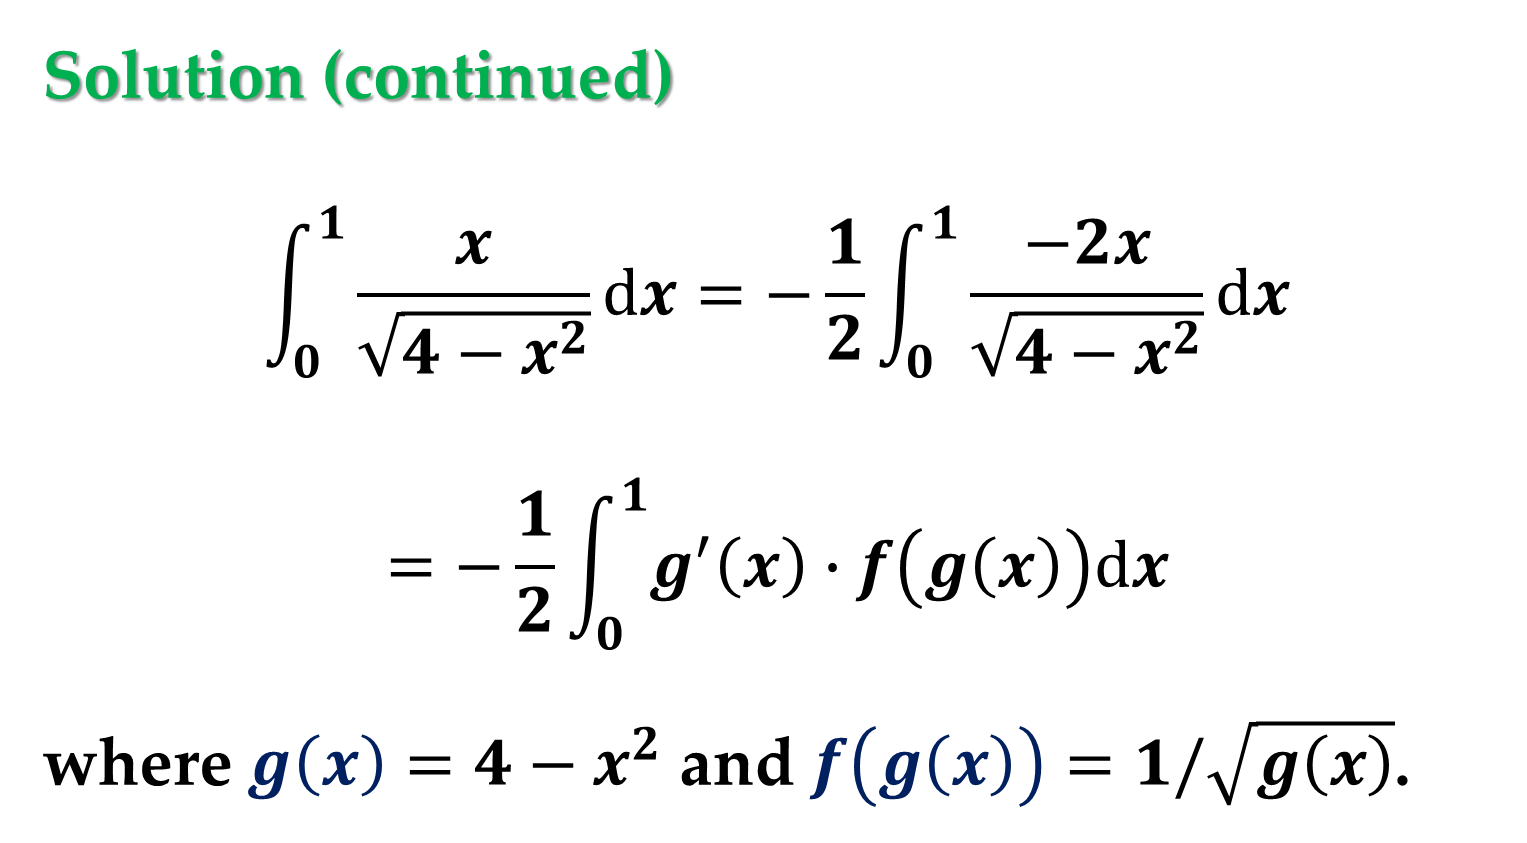 Solution (continued)
∫₀¹ x/√(4 − x²) dx = −1/2 ∫₀¹ −2x/√(4 − x²) dx
= −1/2 ∫₀¹ g′(x) · f(g(x))dx
where g(x) = 4 − x² and f(g(x)) = 1/√g(x).